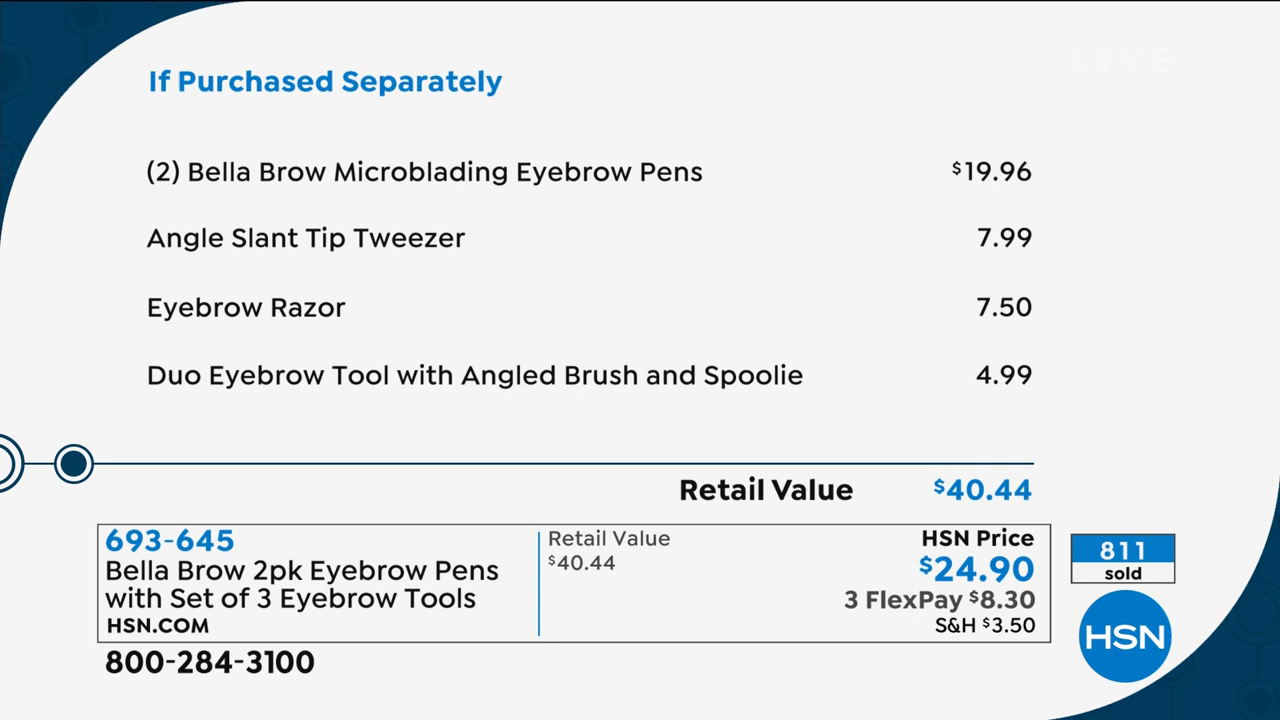 LIVE
If Purchased Separately
(2) Bella Brow Microblading Eyebrow Pens $19.96
Angle Slant Tip Tweezer 7.99
Eyebrow Razor 7.50
Duo Eyebrow Tool with Angled Brush and Spoolie 4.99
Retail Value $40.44
693-645
Bella Brow 2pk Eyebrow Pens
with Set of 3 Eyebrow Tools
HSN.COM
Retail Value
$40.44
HSN Price
$24.90
3 FlexPay $8.30
S&H $3.50
811
sold
HSN
800-284-3100